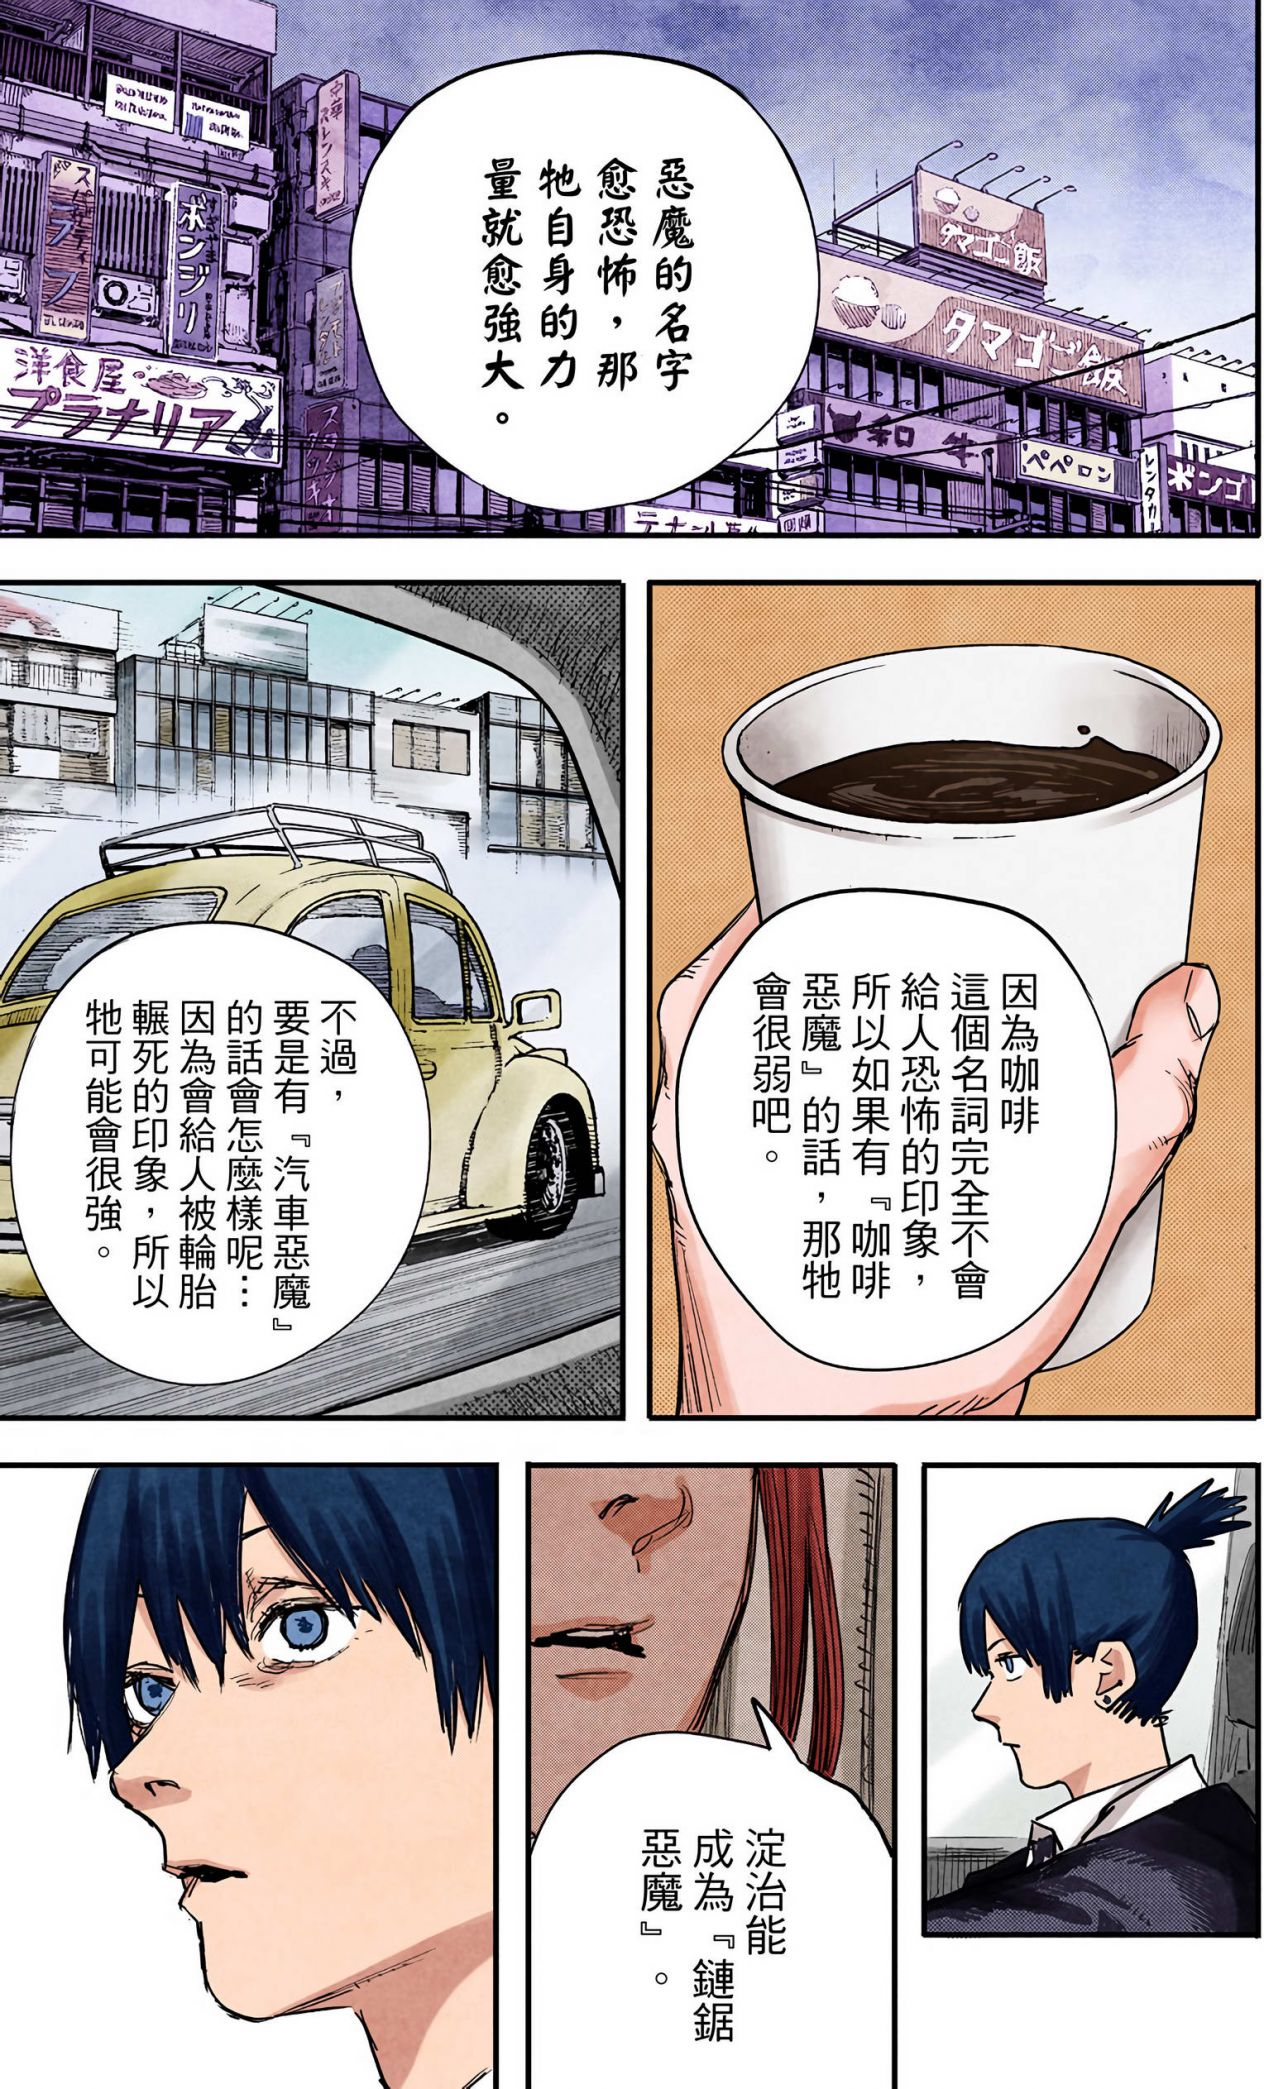 惡魔的名字
愈恐怖，那
牠自身的力
量就愈強大。
中華
ボンジリ
洋食屋
プラナリア
タマゴご飯
タマゴご飯
和牛
ペペロン
レンタカー
因為咖啡
這個名詞完全不會
給人恐怖的印象，
所以如果有『咖啡
惡魔』的話，那牠
會很弱吧。
不過，
要是有『汽車惡魔』
的話會怎麼樣呢…
因為會給人被輪胎
輾死的印象，所以
牠可能會很強。
淀治能
成為『鏈鋸
惡魔』。